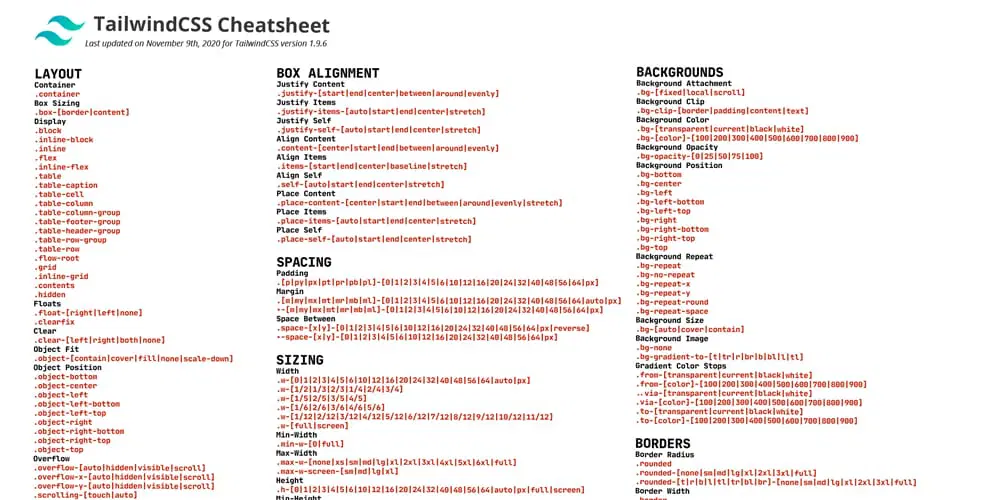 TailwindCSS Cheatsheet
Last updated on November 9th, 2020 for TailwindCSS version 1.9.6
LAYOUT
Container
.container
Box Sizing
.box-[border|content]
Display
.block
.inline-block
.inline
.flex
.inline-flex
.table
.table-caption
.table-cell
.table-column
.table-column-group
.table-footer-group
.table-header-group
.table-row-group
.table-row
.flow-root
.grid
.inline-grid
.contents
.hidden
Floats
.float-[right|left|none]
.clearfix
Clear
.clear-[left|right|both|none]
Object Fit
.object-[contain|cover|fill|none|scale-down]
Object Position
.object-bottom
.object-center
.object-left
.object-left-bottom
.object-left-top
.object-right
.object-right-bottom
.object-right-top
.object-top
Overflow
.overflow-[auto|hidden|visible|scroll]
.overflow-x-[auto|hidden|visible|scroll]
.overflow-y-[auto|hidden|visible|scroll]
.scrolling-[touch|auto]
BOX ALIGNMENT
Justify Content
.justify-[start|end|center|between|around|evenly]
Justify Items
.justify-items-[auto|start|end|center|stretch]
Justify Self
.justify-self-[auto|start|end|center|stretch]
Align Content
.content-[center|start|end|between|around|evenly]
Align Items
.items-[start|end|center|baseline|stretch]
Align Self
.self-[auto|start|end|center|stretch]
Place Content
.place-content-[center|start|end|between|around|evenly|stretch]
Place Items
.place-items-[auto|start|end|center|stretch]
Place Self
.place-self-[auto|start|end|center|stretch]
SPACING
Padding
.[p|py|px|pt|pr|pb|pl]-[0|1|2|3|4|5|6|10|12|16|20|24|32|40|48|56|64|px]
Margin
.[m|my|mx|mt|mr|mb|ml]-[0|1|2|3|4|5|6|10|12|16|20|24|32|40|48|56|64|auto|px]
.-[m|my|mx|mt|mr|mb|ml]-[0|1|2|3|4|5|6|10|12|16|20|24|32|40|48|56|64|px]
Space Between
.space-[x|y]-[0|1|2|3|4|5|6|10|12|16|20|24|32|40|48|56|64|px|reverse]
.-space-[x|y]-[0|1|2|3|4|5|6|10|12|16|20|24|32|40|48|56|64|px]
SIZING
Width
.w-[0|1|2|3|4|5|6|10|12|16|20|24|32|40|48|56|64|auto|px]
.w-[1/2|1/3|2/3|1/4|2/4|3/4]
.w-[1/5|2/5|3/5|4/5]
.w-[1/6|2/6|3/6|4/6|5/6]
.w-[1/12|2/12|3/12|4/12|5/12|6/12|7/12|8/12|9/12|10/12|11/12]
.w-[full|screen]
Min-Width
.min-w-[0|full]
Max-Width
.max-w-[none|xs|sm|md|lg|xl|2xl|3xl|4xl|5xl|6xl|full]
.max-w-screen-[sm|md|lg|xl]
Height
.h-[0|1|2|3|4|5|6|10|12|16|20|24|32|40|48|56|64|auto|px|full|screen]
Min-Height
BACKGROUNDS
Background Attachment
.bg-[fixed|local|scroll]
Background Clip
.bg-clip-[border|padding|content|text]
Background Color
.bg-[transparent|current|black|white]
.bg-[color]-[100|200|300|400|500|600|700|800|900]
Background Opacity
.bg-opacity-[0|25|50|75|100]
Background Position
.bg-bottom
.bg-center
.bg-left
.bg-left-bottom
.bg-left-top
.bg-right
.bg-right-bottom
.bg-right-top
.bg-top
Background Repeat
.bg-repeat
.bg-no-repeat
.bg-repeat-x
.bg-repeat-y
.bg-repeat-round
.bg-repeat-space
Background Size
.bg-[auto|cover|contain]
Background Image
.bg-none
.bg-gradient-to-[t|tr|r|br|b|bl|l|tl]
Gradient Color Stops
.from-[transparent|current|black|white]
.from-[color]-[100|200|300|400|500|600|700|800|900]
..via-[transparent|current|black|white]
.via-[color]-[100|200|300|400|500|600|700|800|900]
.to-[transparent|current|black|white]
.to-[color]-[100|200|300|400|500|600|700|800|900]
BORDERS
Border Radius
.rounded
.rounded-[none|sm|md|lg|xl|2xl|3xl|full]
.rounded-[t|r|b|l|tl|tr|bl|br]-[none|sm|md|lg|xl|2xl|3xl|full]
Border Width